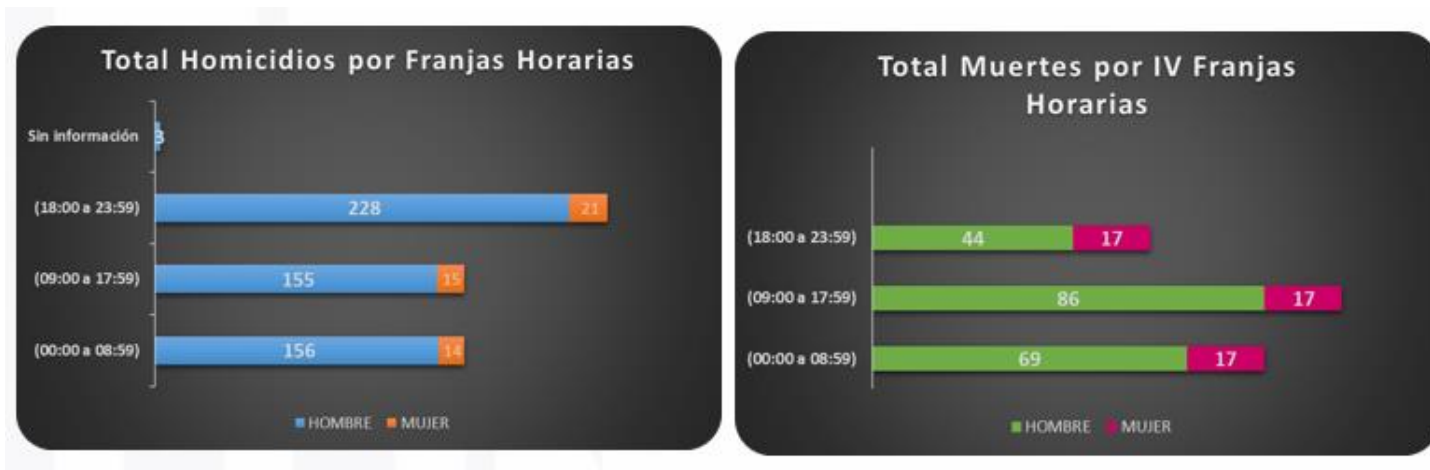 Total Homicidios por Franjas Horarias
Sin información 3
(18:00 a 23:59) 228 21
(09:00 a 17:59) 155 15
(00:00 a 08:59) 156 14
HOMBRE MUJER
Total Muertes por IV Franjas
Horarias
(18:00 a 23:59) 44 17
(09:00 a 17:59) 86 17
(00:00 a 08:59) 69 17
HOMBRE MUJER